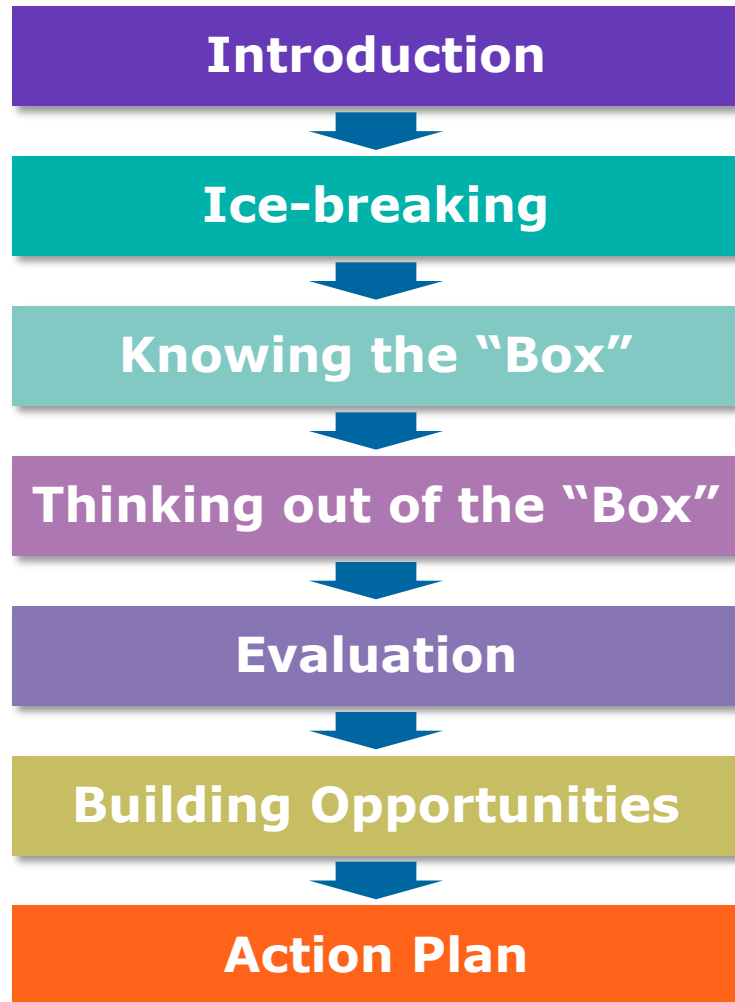 Introduction
Ice-breaking
Knowing the “Box”
Thinking out of the “Box”
Evaluation
Building Opportunities
Action Plan